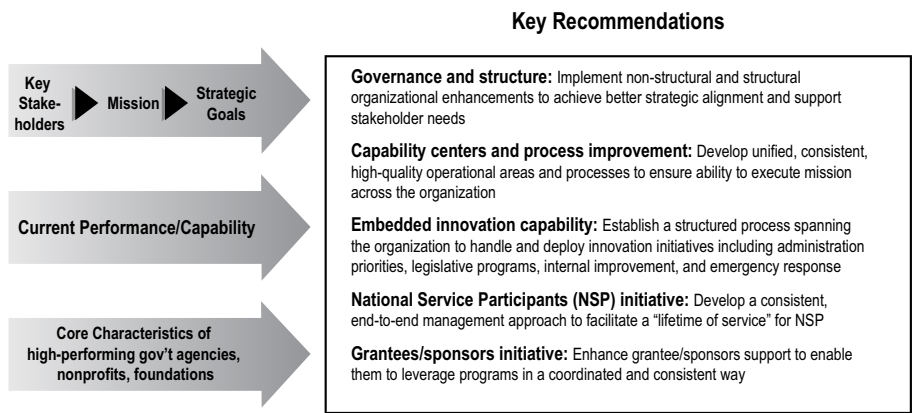 Key Recommendations
Key
Stake-
holders
Mission
Strategic
Goals
Current Performance/Capability
Core Characteristics of
high-performing gov’t agencies,
nonprofits, foundations
Governance and structure: Implement non-structural and structural
organizational enhancements to achieve better strategic alignment and support
stakeholder needs
Capability centers and process improvement: Develop unified, consistent,
high-quality operational areas and processes to ensure ability to execute mission
across the organization
Embedded innovation capability: Establish a structured process spanning
the organization to handle and deploy innovation initiatives including administration
priorities, legislative programs, internal improvement, and emergency response
National Service Participants (NSP) initiative: Develop a consistent,
end-to-end management approach to facilitate a “lifetime of service” for NSP
Grantees/sponsors initiative: Enhance grantee/sponsors support to enable
them to leverage programs in a coordinated and consistent way